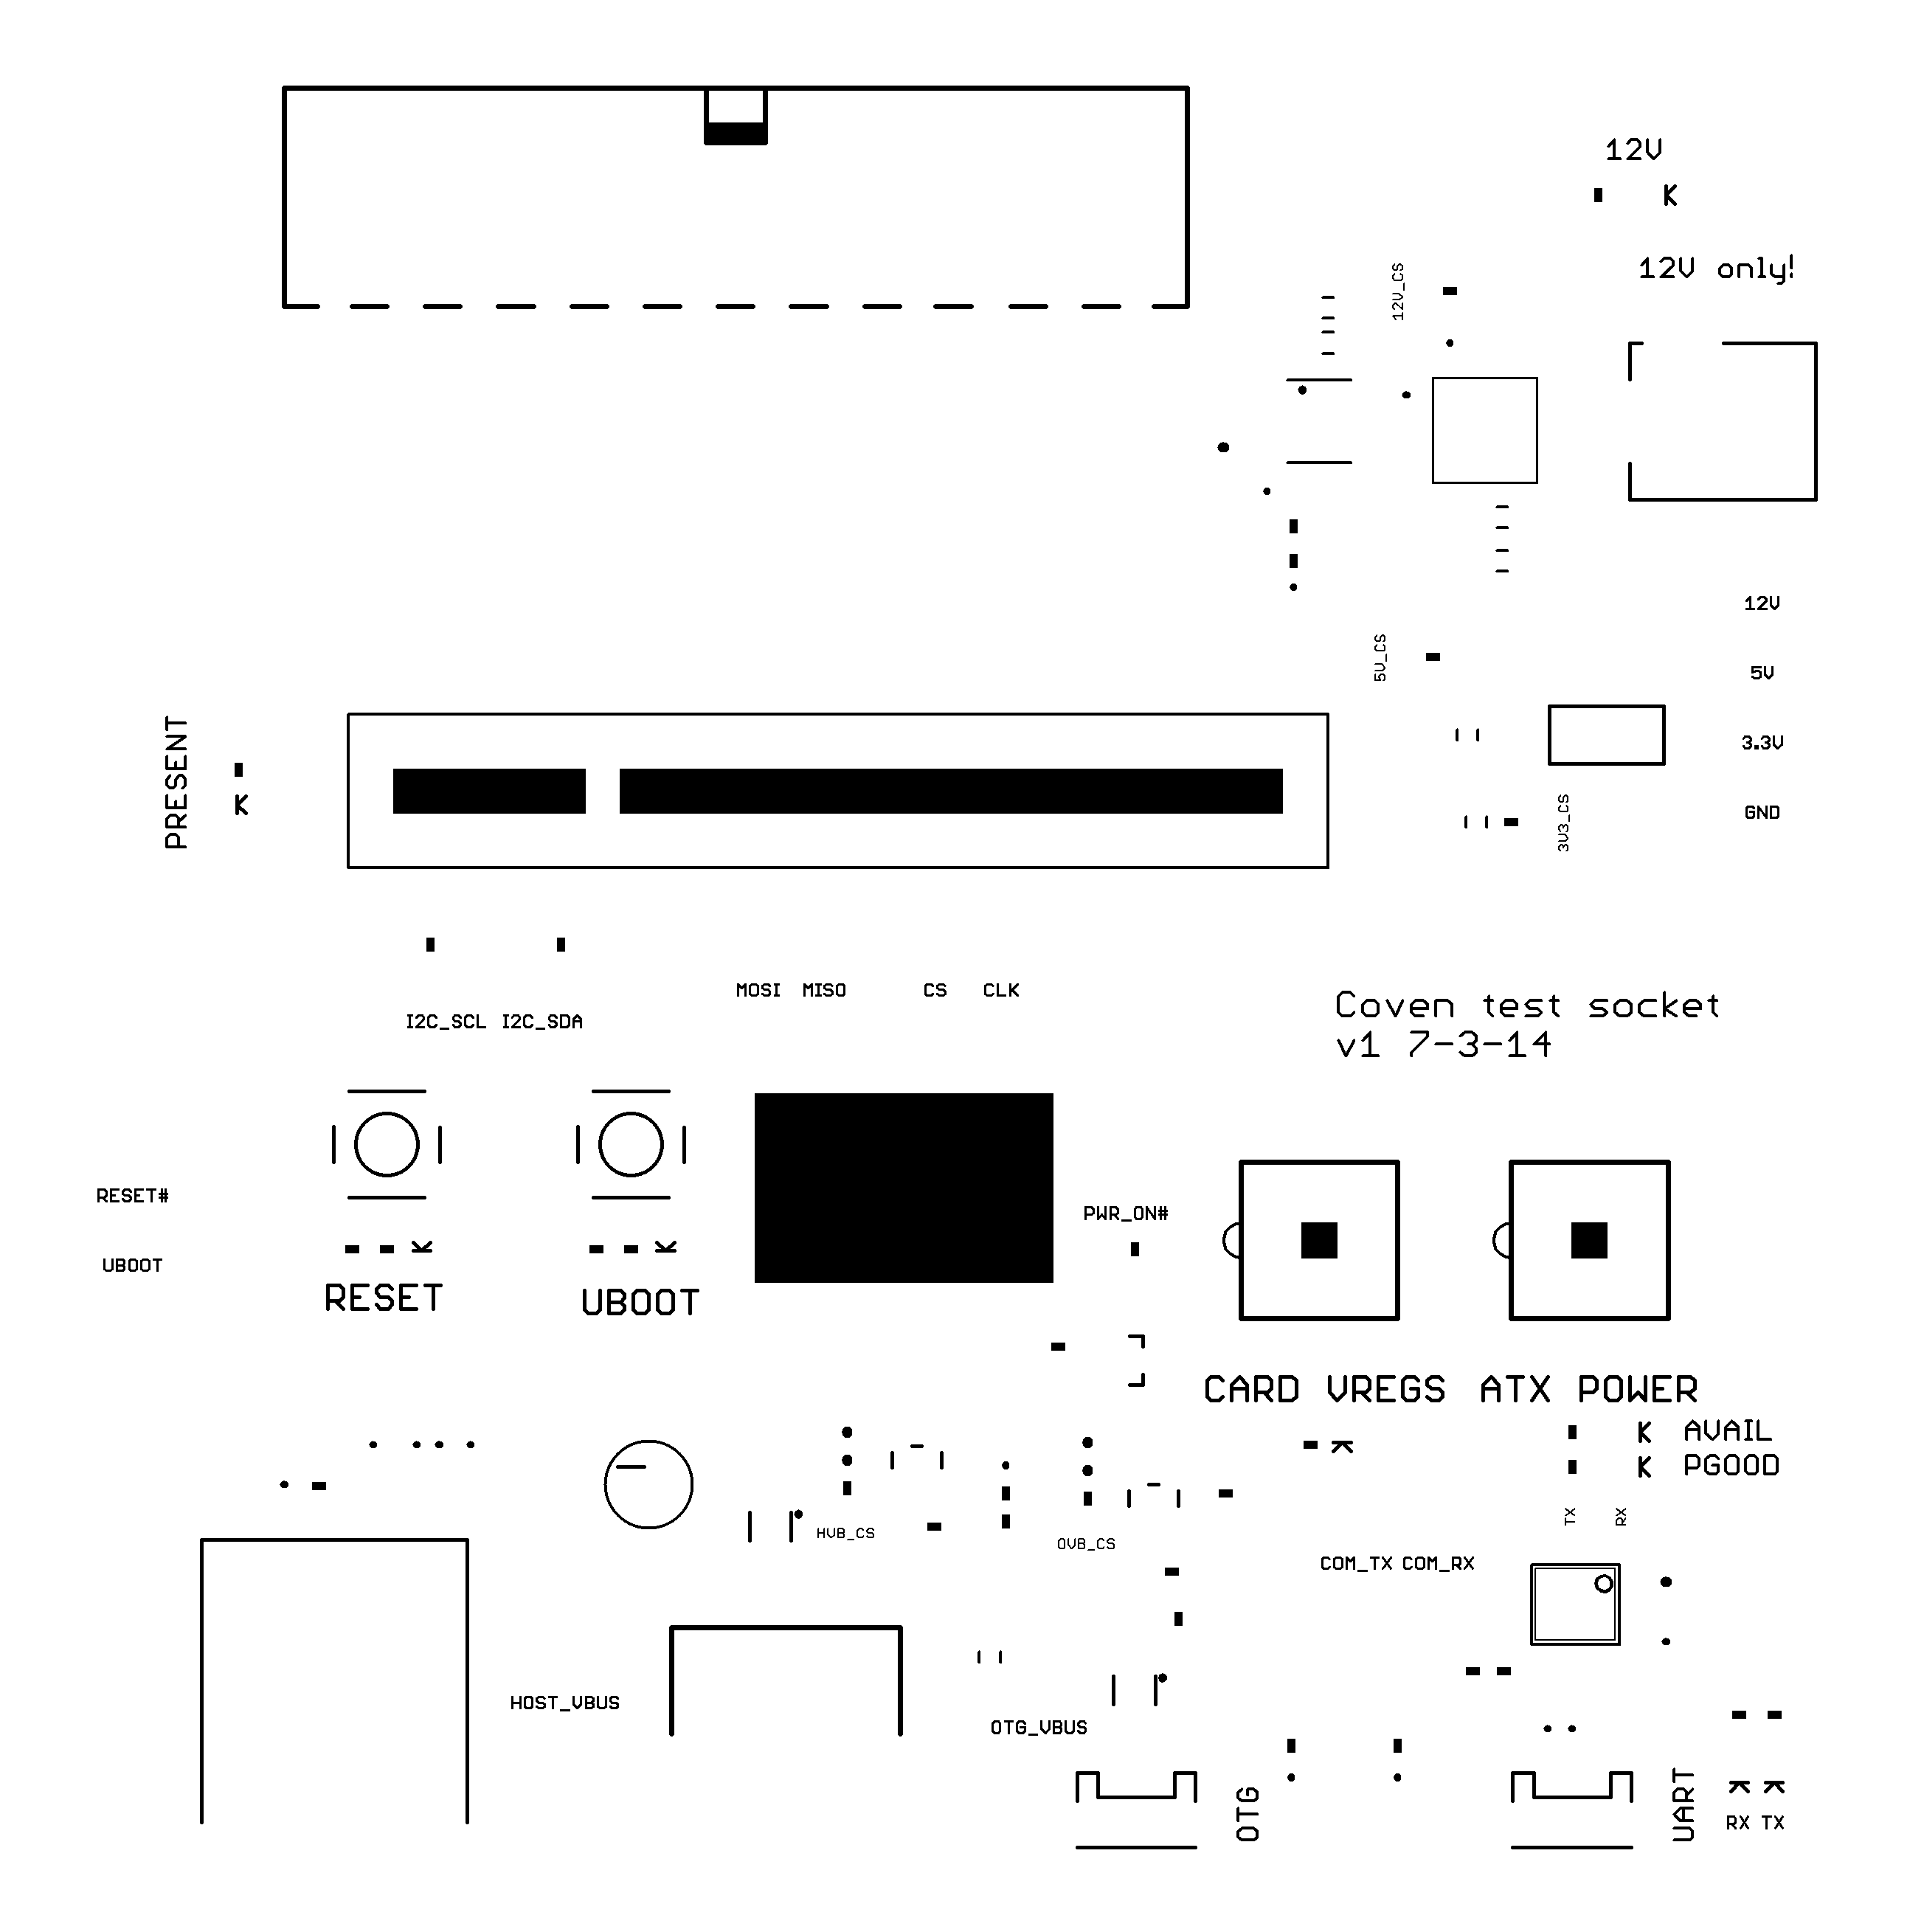 12V
K
12V only!
12V_CS
12V
5V_CS
5V
3.3V
PRESENT
K
3V3_CS
GND
MOSI MISO CS CLK
I2C_SCL I2C_SDA
Coven test socket
v1 7-3-14
RESET#
PWR_ON#
UBOOT
K
K
RESET
UBOOT
CARD VREGS
ATX POWER
K AVAIL
K
K PGOOD
TX
RX
HVB_CS
OVB_CS
COM_TX COM_RX
HOST_VBUS
OTG_VBUS
OTG
UART
K
K
RX TX